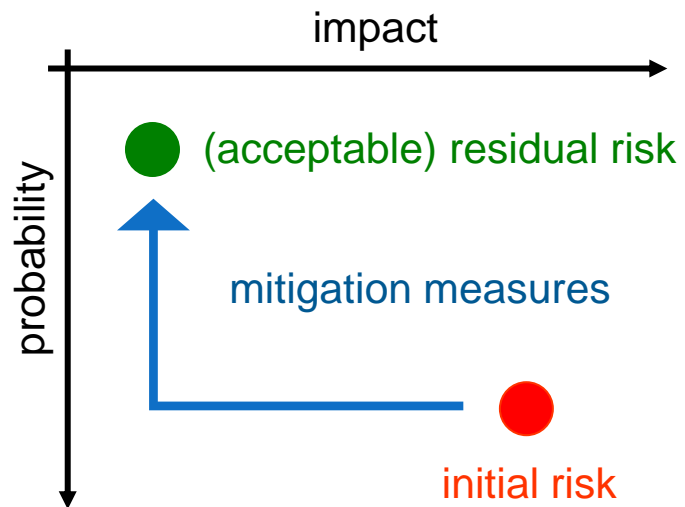 impact
probability
(acceptable) residual risk
mitigation measures
initial risk